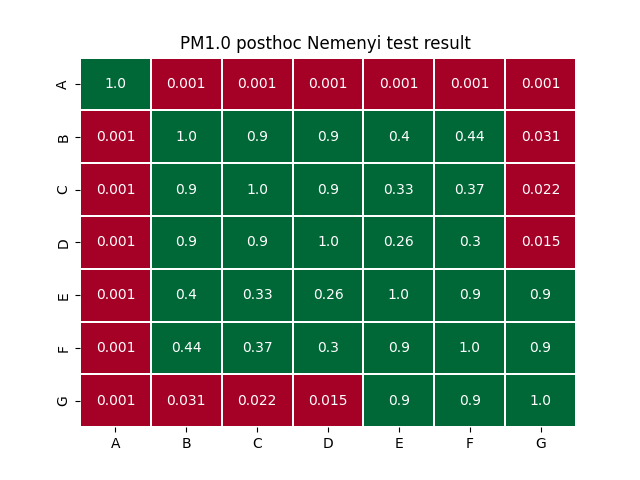 PM1.0 posthoc Nemenyi test result
A 1.0 0.001 0.001 0.001 0.001 0.001 0.001
B 0.001 1.0 0.9 0.9 0.4 0.44 0.031
C 0.001 0.9 1.0 0.9 0.33 0.37 0.022
D 0.001 0.9 0.9 1.0 0.26 0.3 0.015
E 0.001 0.4 0.33 0.26 1.0 0.9 0.9
F 0.001 0.44 0.37 0.3 0.9 1.0 0.9
G 0.001 0.031 0.022 0.015 0.9 0.9 1.0
A B C D E F G